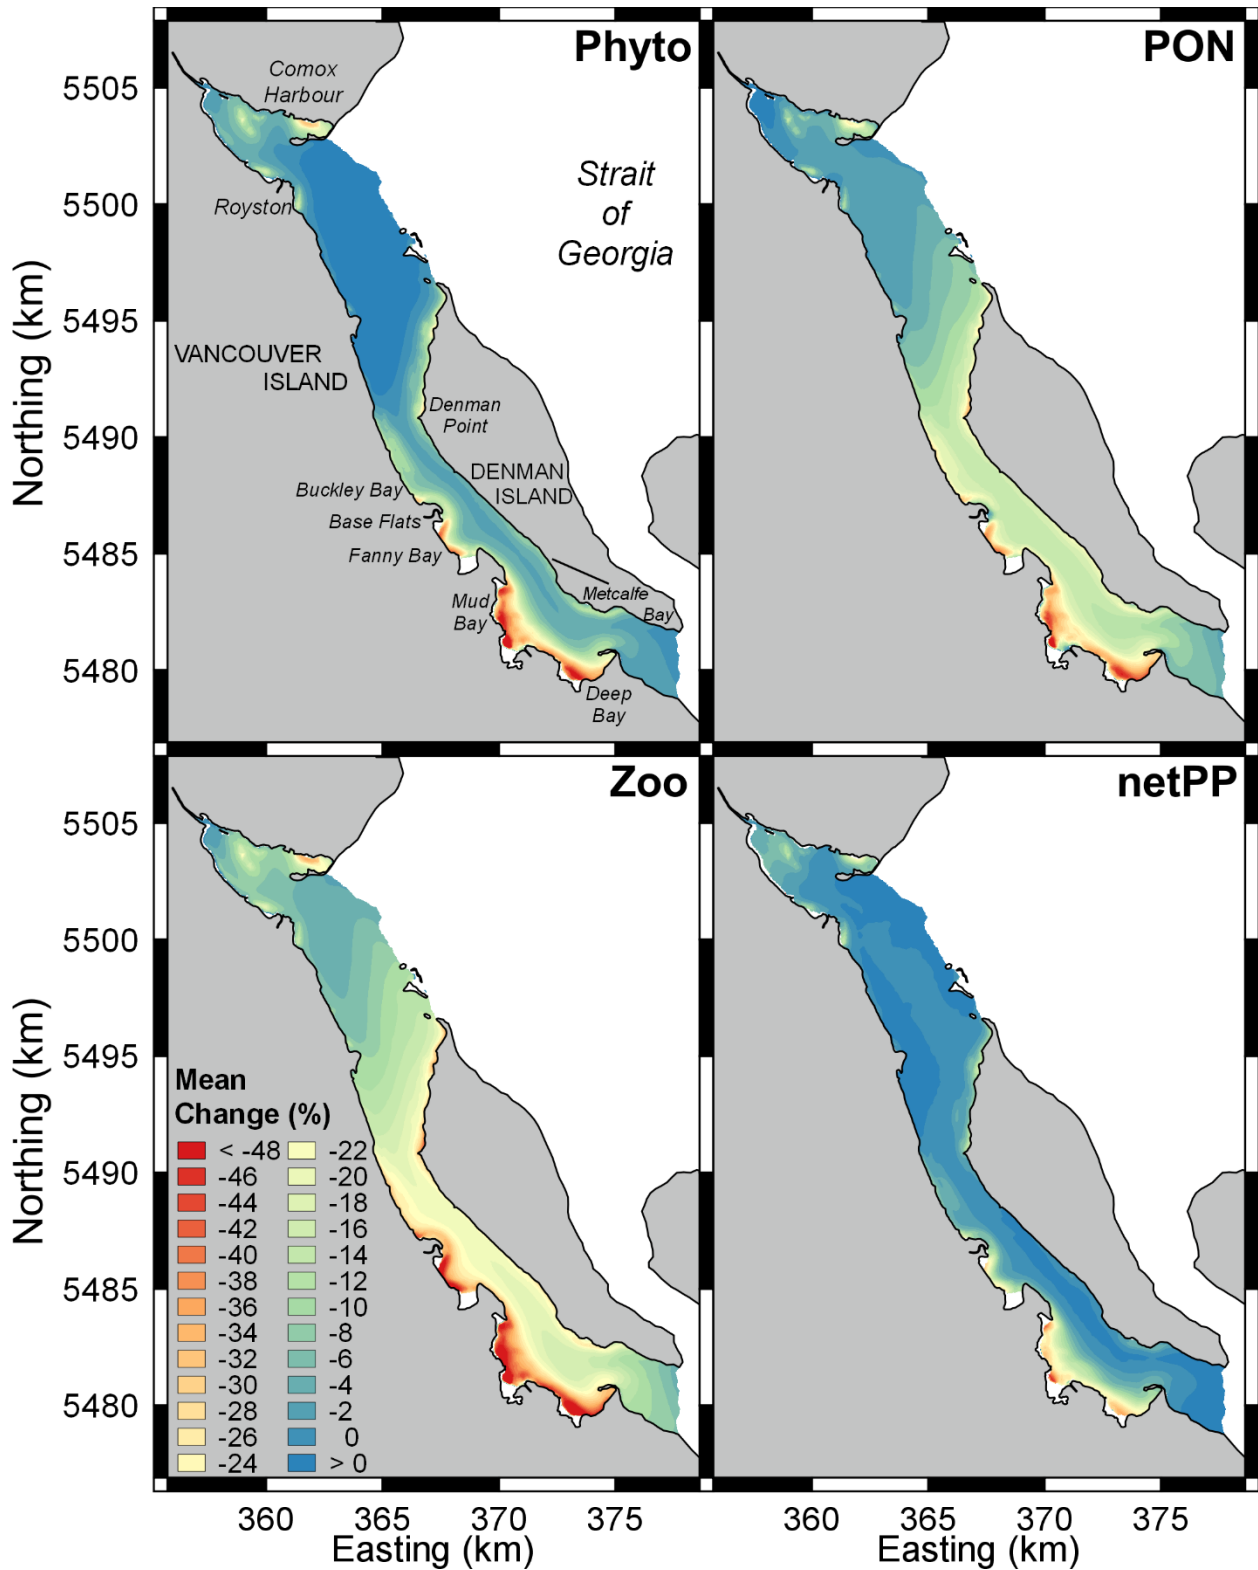 Phyto
PON
Comox
Harbour
Strait
of
Georgia
Royston
VANCOUVER
ISLAND
Denman
Point
DENMAN
ISLAND
Buckley Bay
Base Flats
Fanny Bay
Metcalfe
Bay
Mud
Bay
Deep
Bay
5505
5500
5495
5490
5485
5480
Northing (km)
Zoo
netPP
5505
5500
5495
5490
5485
5480
Northing (km)
Mean
Change (%)
< -48 -22
-46 -20
-44 -18
-42 -16
-40 -14
-38 -12
-36 -10
-34 -8
-32 -6
-30 -4
-28 -2
-26 0
-24 > 0
360 365 370 375 360 365 370 375
Easting (km) Easting (km)